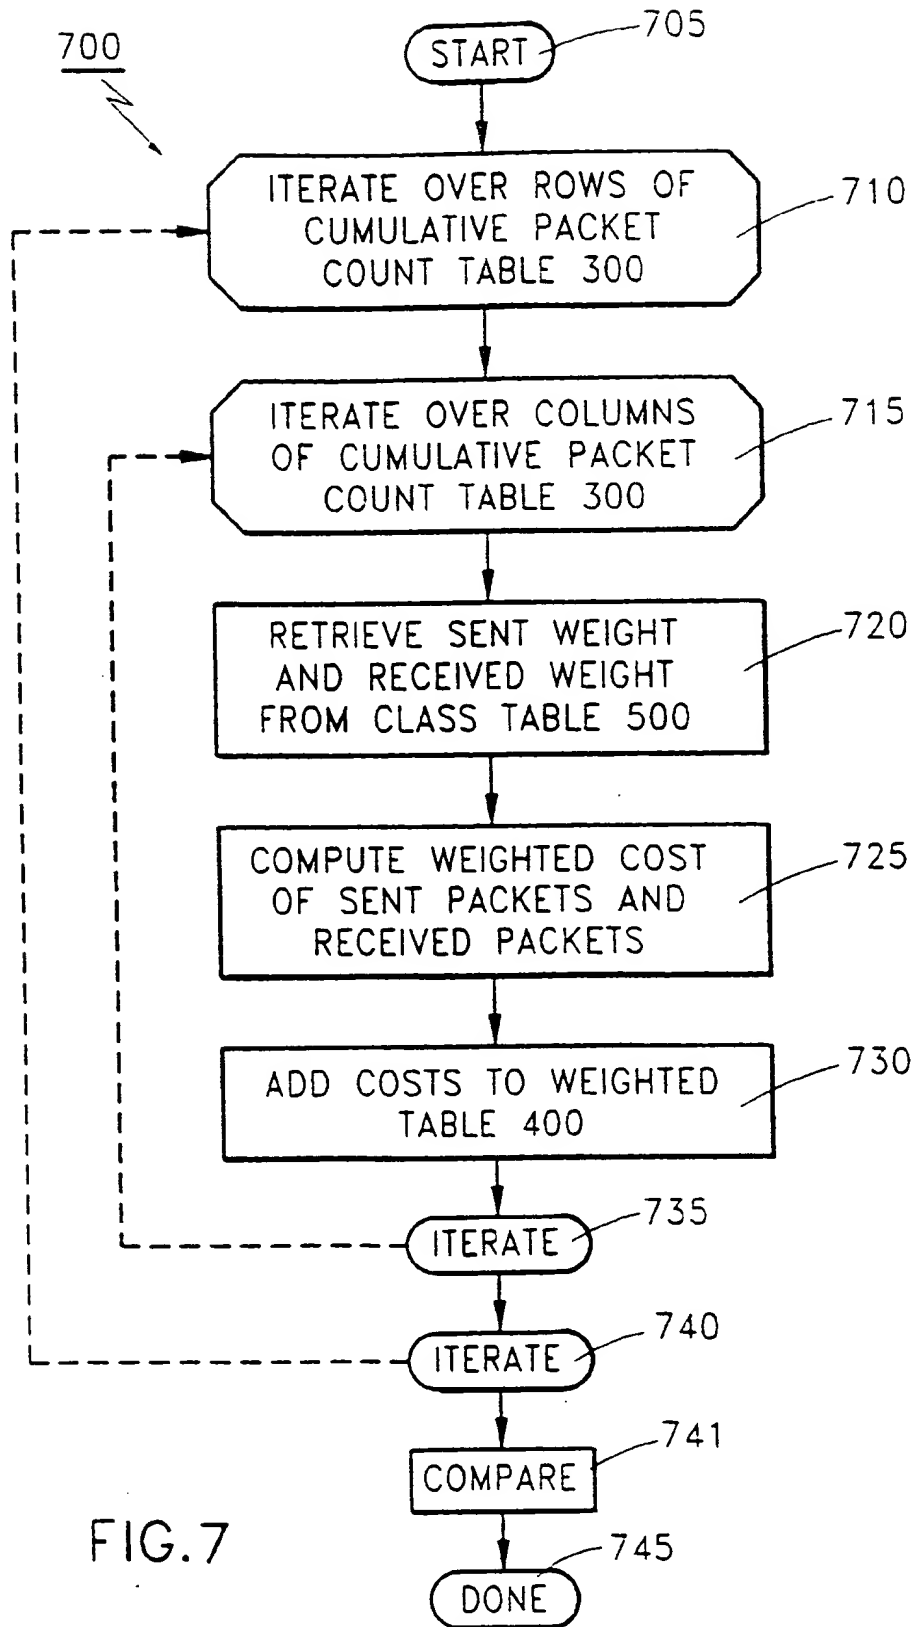 700
START
705
ITERATE OVER ROWS OF
CUMULATIVE PACKET
COUNT TABLE 300
710
ITERATE OVER COLUMNS
OF CUMULATIVE PACKET
COUNT TABLE 300
715
RETRIEVE SENT WEIGHT
AND RECEIVED WEIGHT
FROM CLASS TABLE 500
720
COMPUTE WEIGHTED COST
OF SENT PACKETS AND
RECEIVED PACKETS
725
ADD COSTS TO WEIGHTED
TABLE 400
730
ITERATE
735
ITERATE
740
COMPARE
741
DONE
745
FIG.7